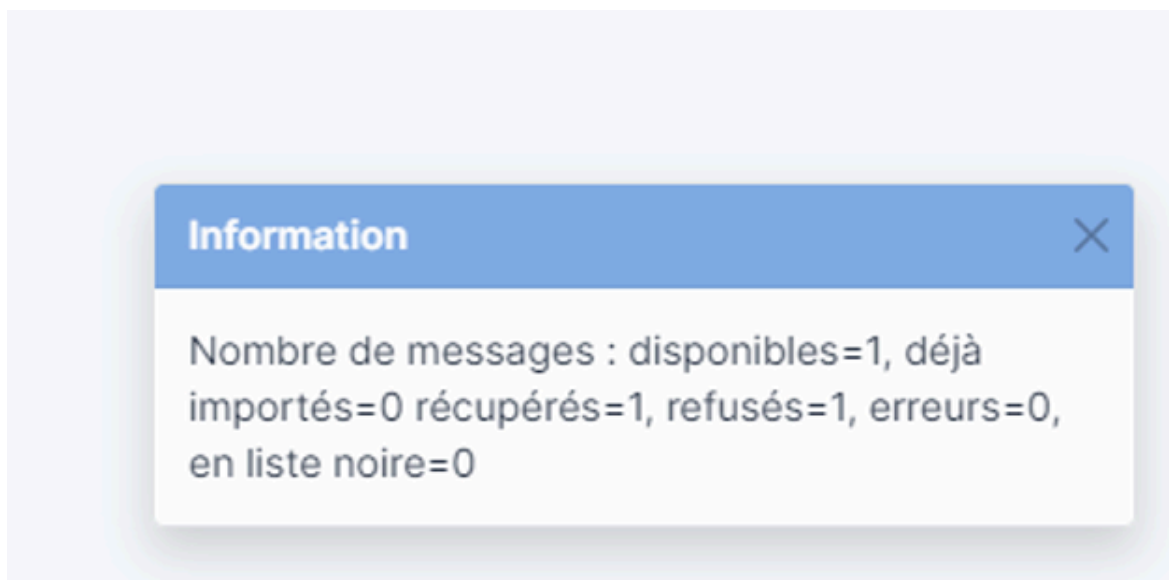 Information
Nombre de messages : disponibles=1, déjà
importés=0 récupérés=1, refusés=1, erreurs=0,
en liste noire=0